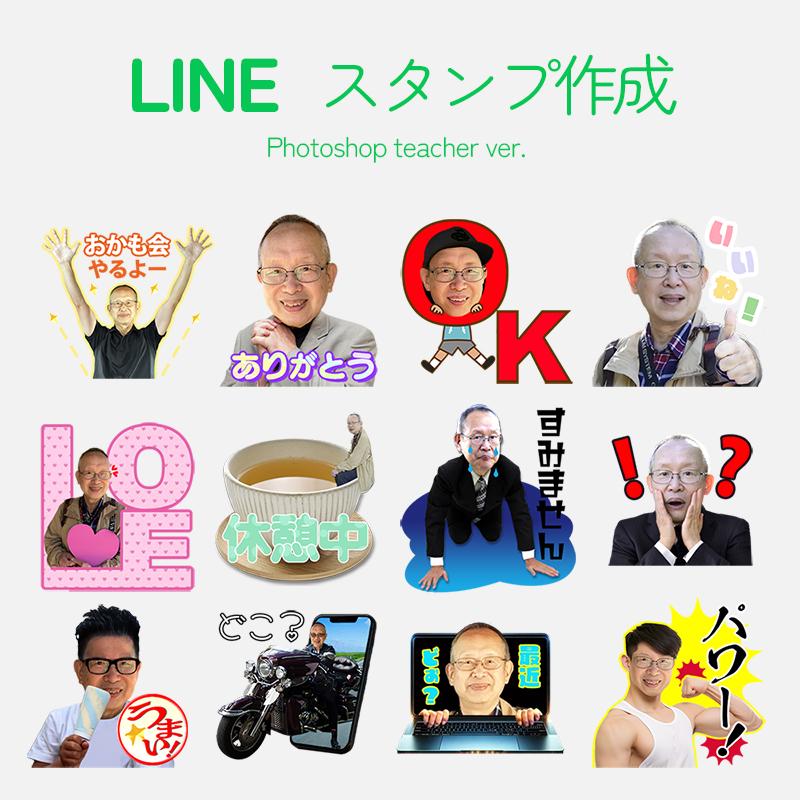 LINE スタンプ作成
Photoshop teacher ver.
おかも会
やるよー
ありがとう
OK
いいね!
LOVE
休憩中
すみません
!?
うまい!
どこ?
最近
どぉ?
パワー!